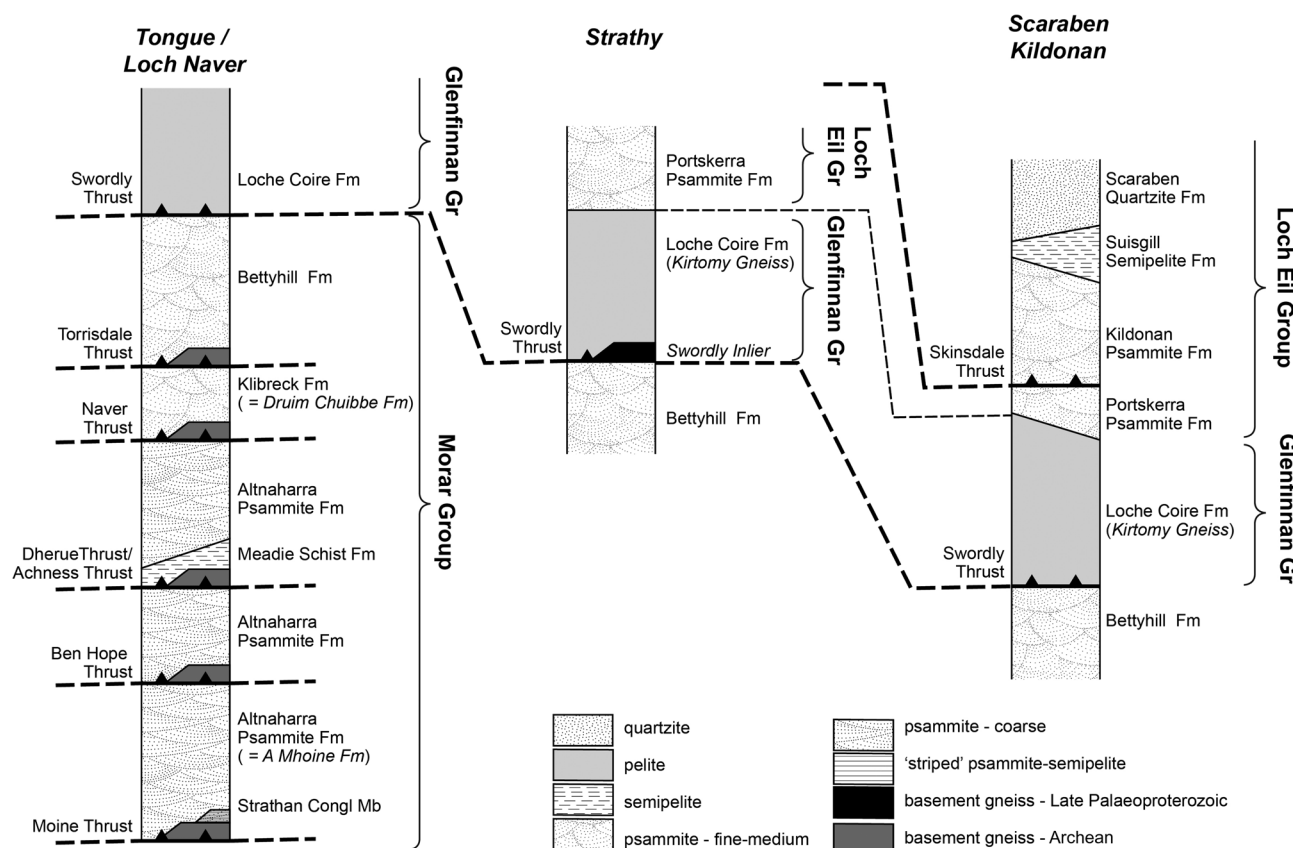 Tongue /
Loch Naver
Glenfinnan Gr
Swordly
Thrust
Loche Coire Fm
Bettyhill Fm
Torrisdale
Thrust
Klibreck Fm
( = Druim Chuibbe Fm)
Naver
Thrust
Morar Group
Altnaharra
Psammite Fm
DherueThrust/
Achness Thrust
Meadie Schist Fm
Altnaharra
Psammite Fm
Ben Hope
Thrust
Altnaharra
Psammite Fm
( = A Mhoine Fm)
Strathan Congl Mb
Moine Thrust
Strathy
Portskerra
Psammite Fm
Loch
Eil Gr
Loche Coire Fm
(Kirtomy Gneiss)
Glenfinnan Gr
Swordly
Thrust
Swordly Inlier
Bettyhill Fm
Scaraben
Kildonan
Scaraben
Quartzite Fm
Suisgill
Semipelite Fm
Loch Eil Group
Kildonan
Psammite Fm
Skinsdale
Thrust
Portskerra
Psammite Fm
Glenfinnan Gr
Loche Coire Fm
(Kirtomy Gneiss)
Swordly
Thrust
Bettyhill Fm
quartzite
pelite
semipelite
psammite - fine-medium
psammite - coarse
‘striped’ psammite-semipelite
basement gneiss - Late Palaeoproterozoic
basement gneiss - Archean